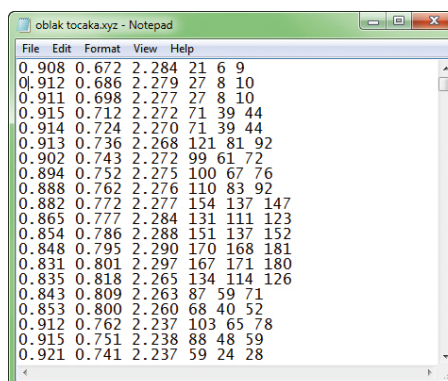 oblak tocaka.xyz - Notepad
File Edit Format View Help
0.908 0.672 2.284 21 6 9
0.912 0.686 2.279 27 8 10
0.911 0.698 2.277 27 8 10
0.915 0.712 2.272 71 39 44
0.914 0.724 2.270 71 39 44
0.913 0.736 2.268 121 81 92
0.902 0.743 2.272 99 61 72
0.894 0.752 2.275 100 67 76
0.888 0.762 2.276 110 83 92
0.882 0.772 2.277 154 137 147
0.865 0.777 2.284 131 111 123
0.854 0.786 2.288 151 137 152
0.848 0.795 2.290 170 168 181
0.831 0.801 2.297 167 171 180
0.835 0.818 2.265 134 114 126
0.843 0.809 2.263 87 59 71
0.853 0.800 2.260 68 40 52
0.912 0.762 2.237 103 65 78
0.915 0.751 2.238 88 48 59
0.921 0.741 2.237 59 24 28